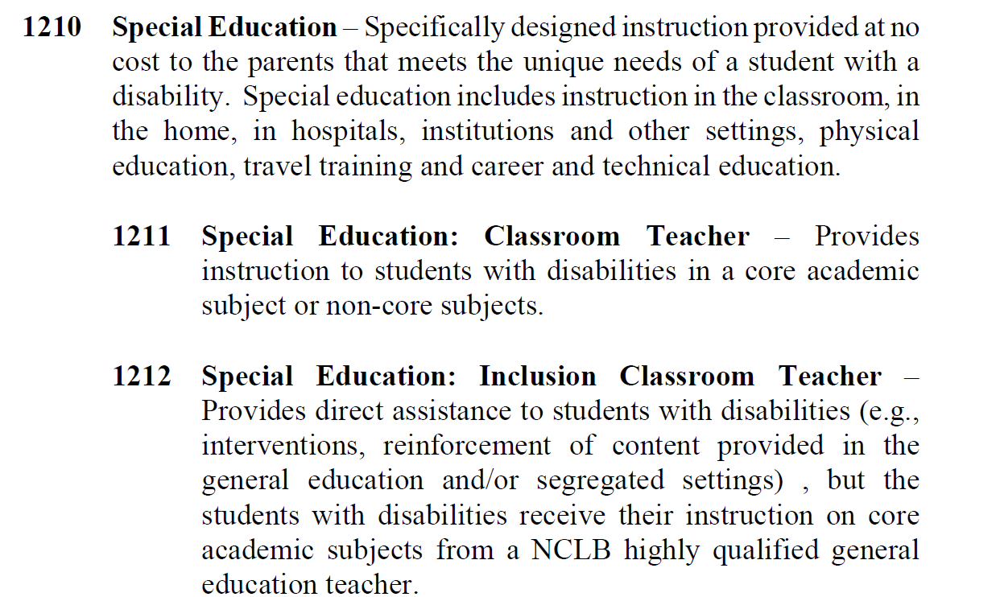 1210 Special Education – Specifically designed instruction provided at no
cost to the parents that meets the unique needs of a student with a
disability. Special education includes instruction in the classroom, in
the home, in hospitals, institutions and other settings, physical
education, travel training and career and technical education.
1211 Special Education: Classroom Teacher – Provides
instruction to students with disabilities in a core academic
subject or non-core subjects.
1212 Special Education: Inclusion Classroom Teacher –
Provides direct assistance to students with disabilities (e.g.,
interventions, reinforcement of content provided in the
general education and/or segregated settings) , but the
students with disabilities receive their instruction on core
academic subjects from a NCLB highly qualified general
education teacher.